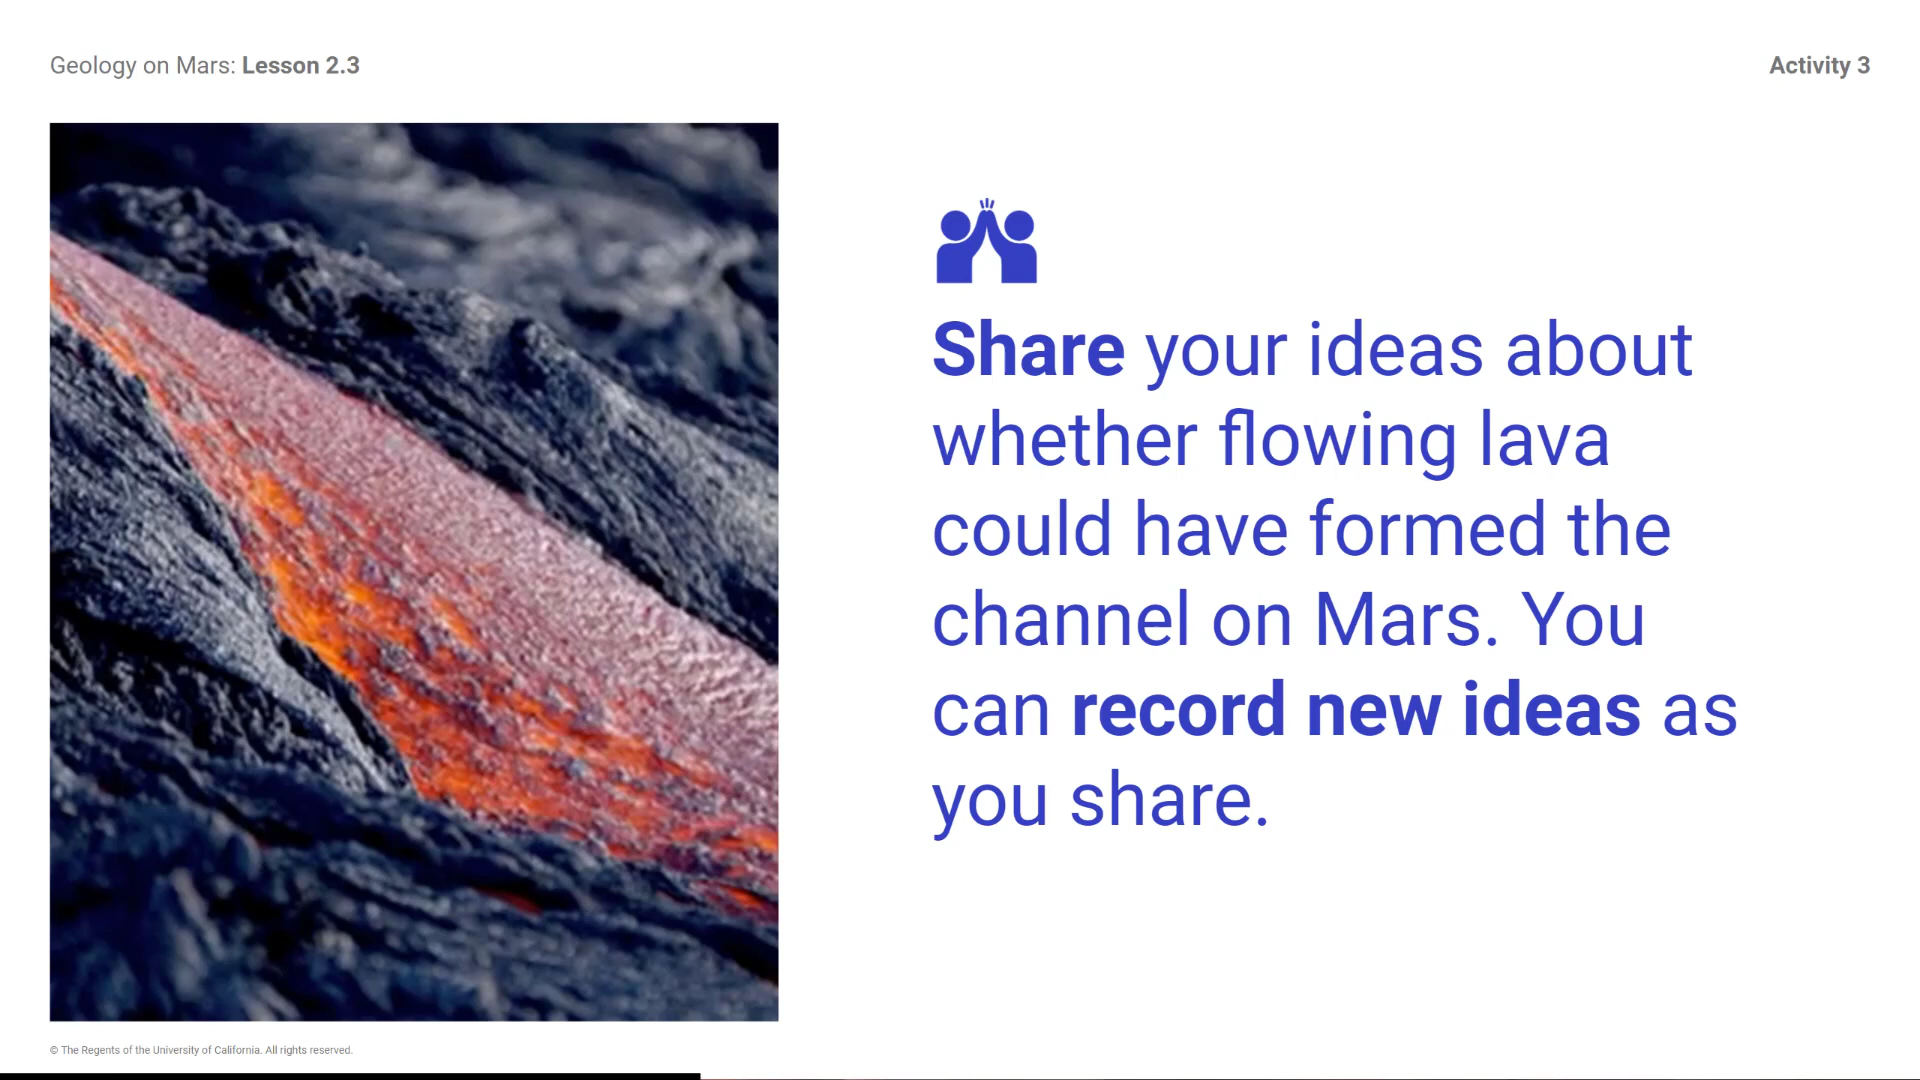 Geology on Mars: Lesson 2.3
Activity 3
Share your ideas about
whether flowing lava
could have formed the
channel on Mars. You
can record new ideas as
you share.
© The Regents of the University of California. All rights reserved.